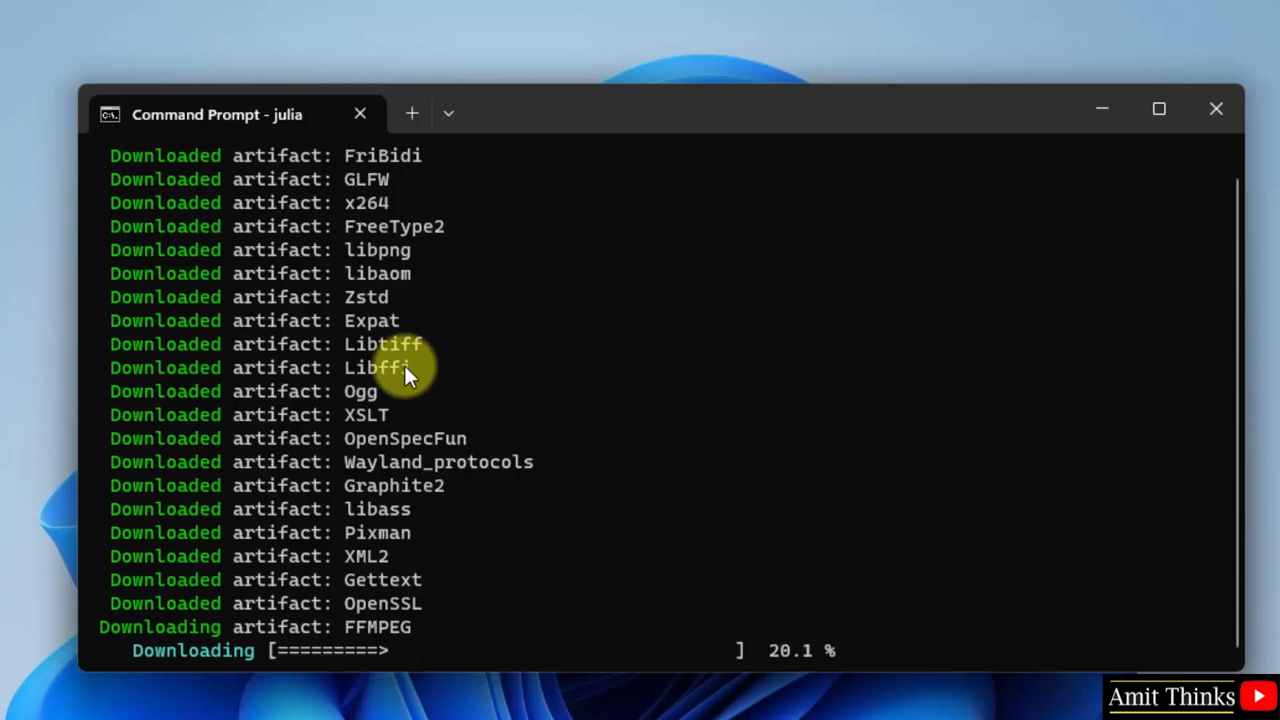 Command Prompt - julia
Downloaded artifact: FriBidi
Downloaded artifact: GLFW
Downloaded artifact: x264
Downloaded artifact: FreeType2
Downloaded artifact: libpng
Downloaded artifact: libaom
Downloaded artifact: Zstd
Downloaded artifact: Expat
Downloaded artifact: Libtiff
Downloaded artifact: Libffi
Downloaded artifact: Ogg
Downloaded artifact: XSLT
Downloaded artifact: OpenSpecFun
Downloaded artifact: Wayland_protocols
Downloaded artifact: Graphite2
Downloaded artifact: libass
Downloaded artifact: Pixman
Downloaded artifact: XML2
Downloaded artifact: Gettext
Downloaded artifact: OpenSSL
Downloading artifact: FFMPEG
Downloading [=========>                               ]  20.1 %
Amit Thinks